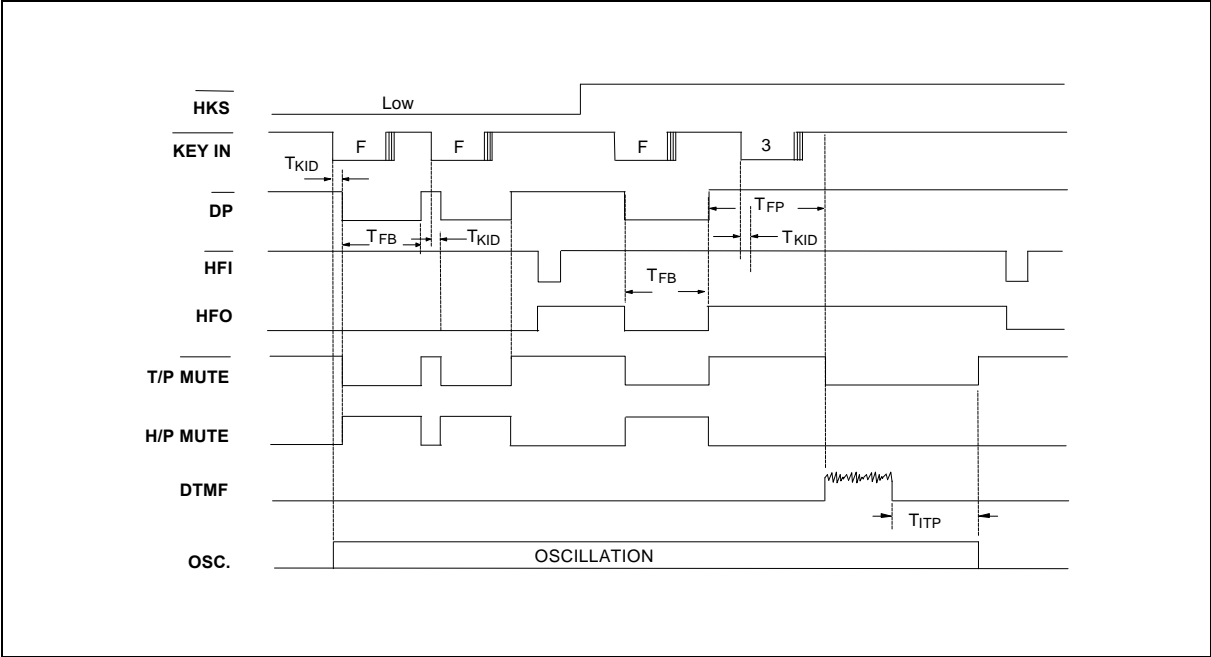 HKS
Low
KEY IN
F
F
F
3
TKID
DP
TFP
TFB
TKID
TKID
HFI
TFB
HFO
T/P MUTE
H/P MUTE
DTMF
TITP
OSC.
OSCILLATION